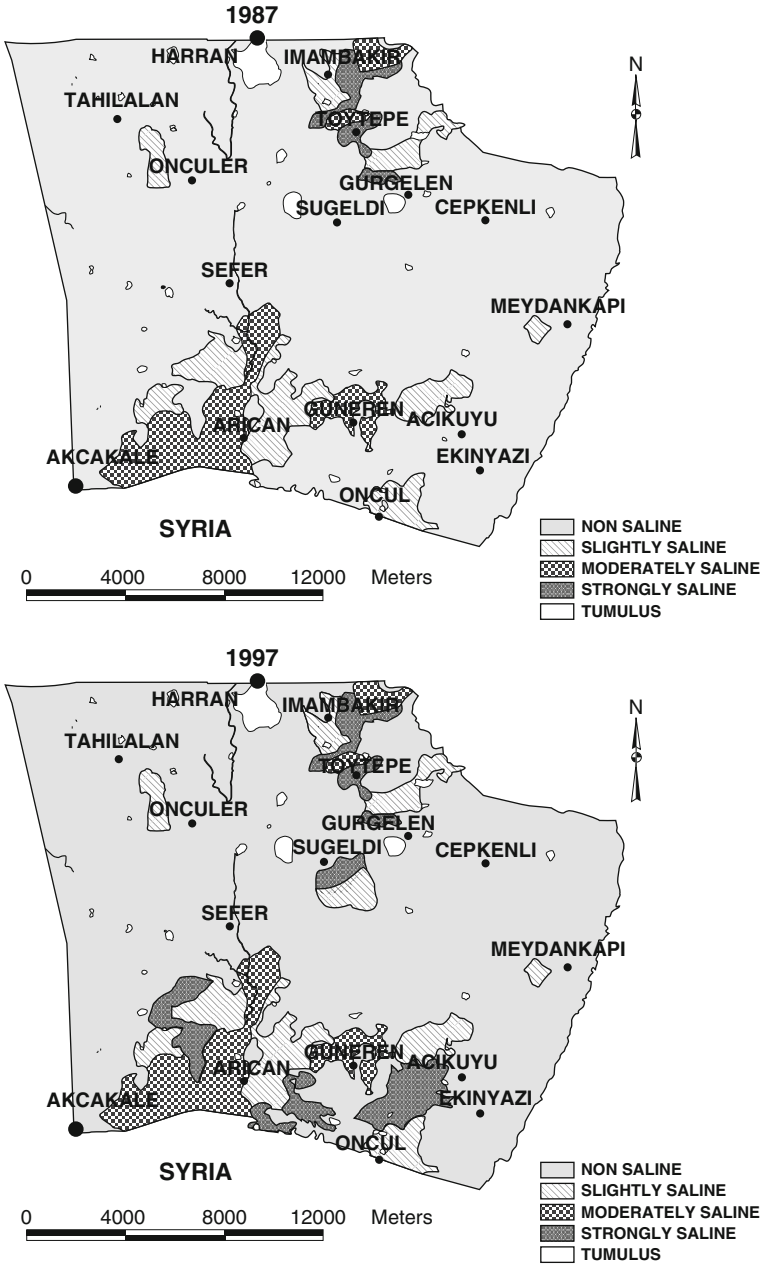 1987
HARRAN
IMAMBAKIR
N
TAHILALAN
TOYTEPE
ONCULER
GURGELEN
SUGELDI
CEPKENLI
SEFER
MEYDANKAPI
GUNEREN
ARICAN
ACIKUYU
AKCAKALE
EKINYAZI
ONCUL
SYRIA
NON SALINE
SLIGHTLY SALINE
MODERATELY SALINE
STRONGLY SALINE
TUMULUS
0 4000 8000 12000 Meters
1997
HARRAN
IMAMBAKIR
N
TAHILALAN
TOYTEPE
ONCULER
GURGELEN
SUGELDI
CEPKENLI
SEFER
MEYDANKAPI
GUNEREN
ARICAN
ACIKUYU
AKCAKALE
EKINYAZI
ONCUL
SYRIA
NON SALINE
SLIGHTLY SALINE
MODERATELY SALINE
STRONGLY SALINE
TUMULUS
0 4000 8000 12000 Meters